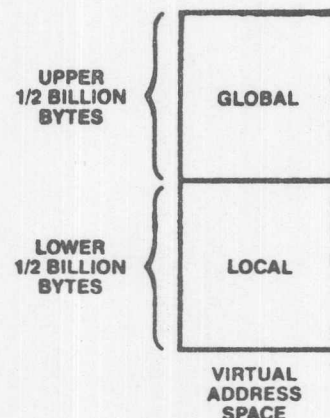 UPPER
1/2 BILLION
BYTES
GLOBAL
LOWER
1/2 BILLION
BYTES
LOCAL
VIRTUAL
ADDRESS
SPACE